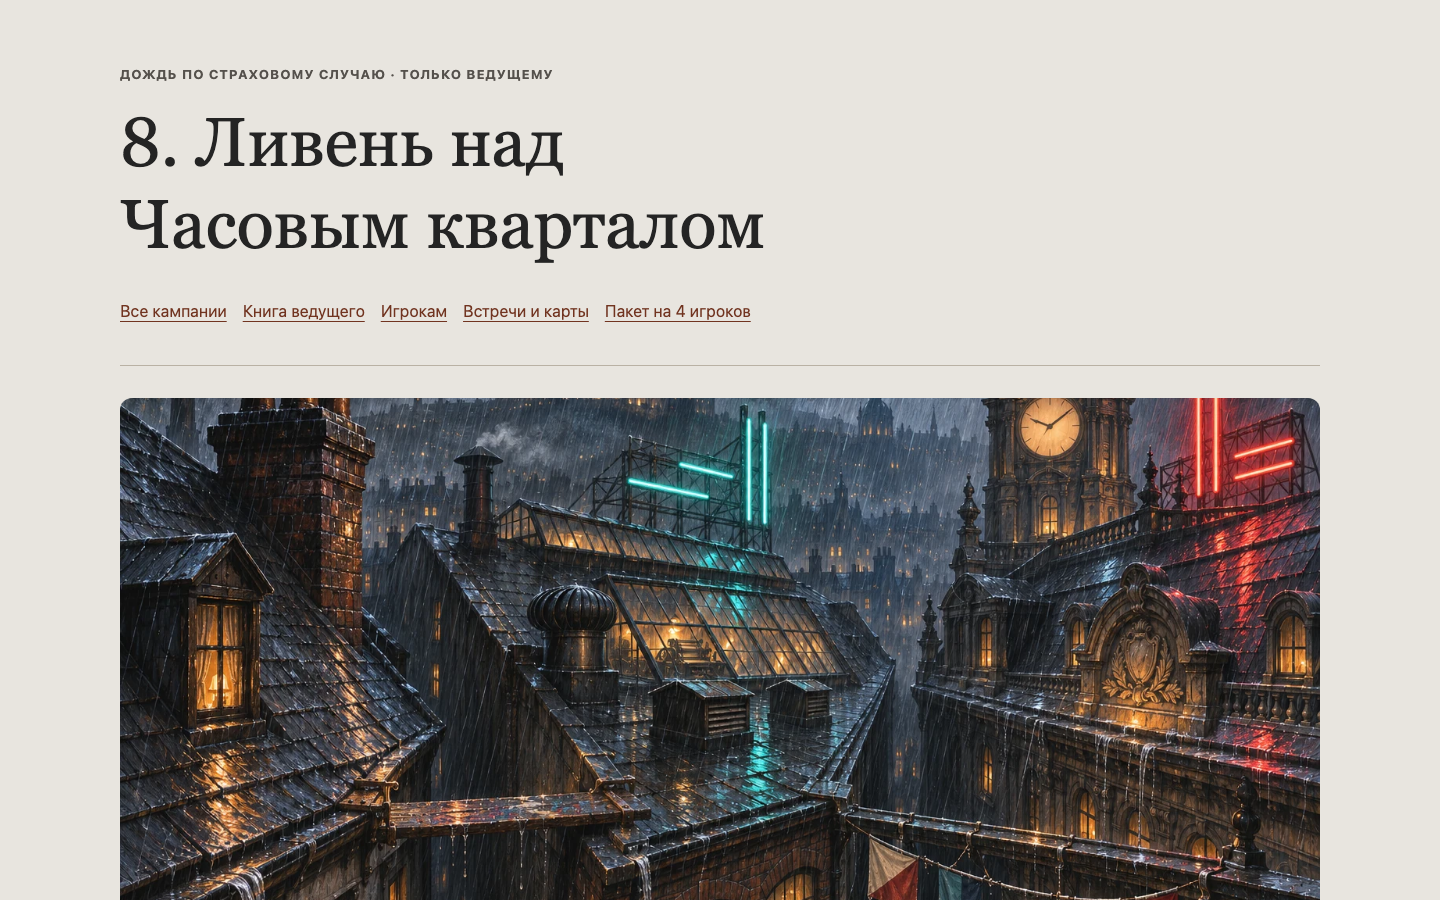 ДОЖДЬ ПО СТРАХОВОМУ СЛУЧАЮ · ТОЛЬКО ВЕДУЩЕМУ
8. Ливень над
Часовым кварталом
Все кампании Книга ведущего Игрокам Встречи и карты Пакет на 4 игроков